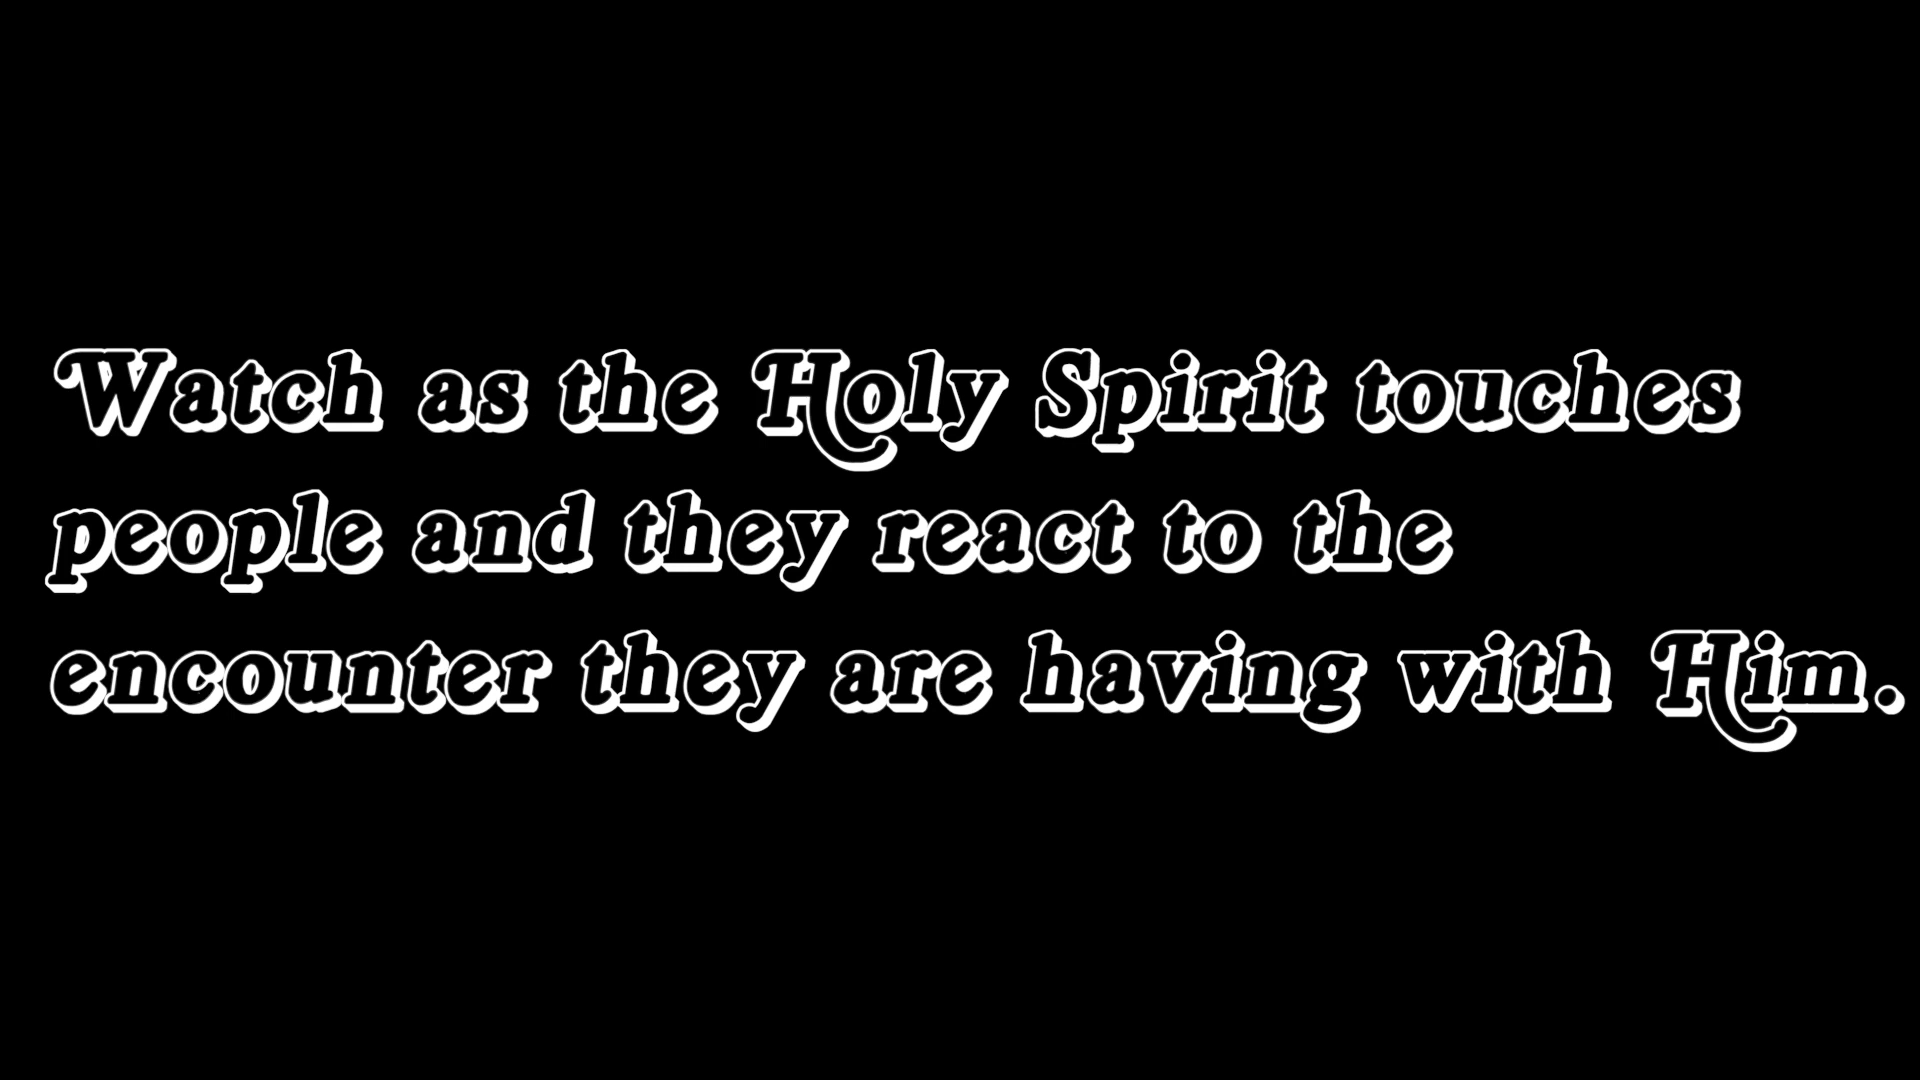 Watch as the Holy Spirit touches
people and they react to the
encounter they are having with Him.